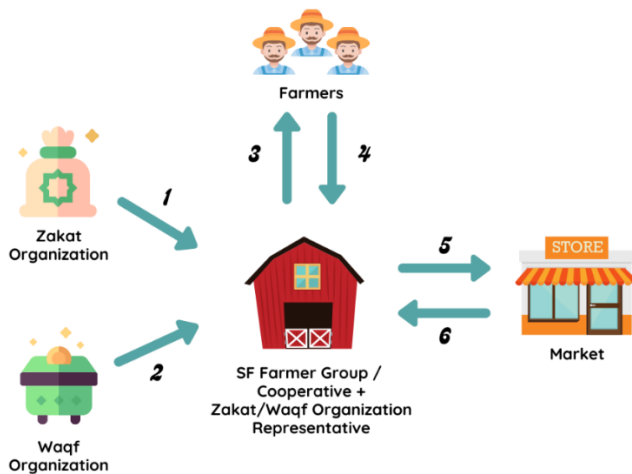 Farmers
3
4
1
Zakat
Organization
5
STORE
6
Market
2
SF Farmer Group /
Cooperative +
Zakat/Waqf Organization
Representative
Waqf
Organization